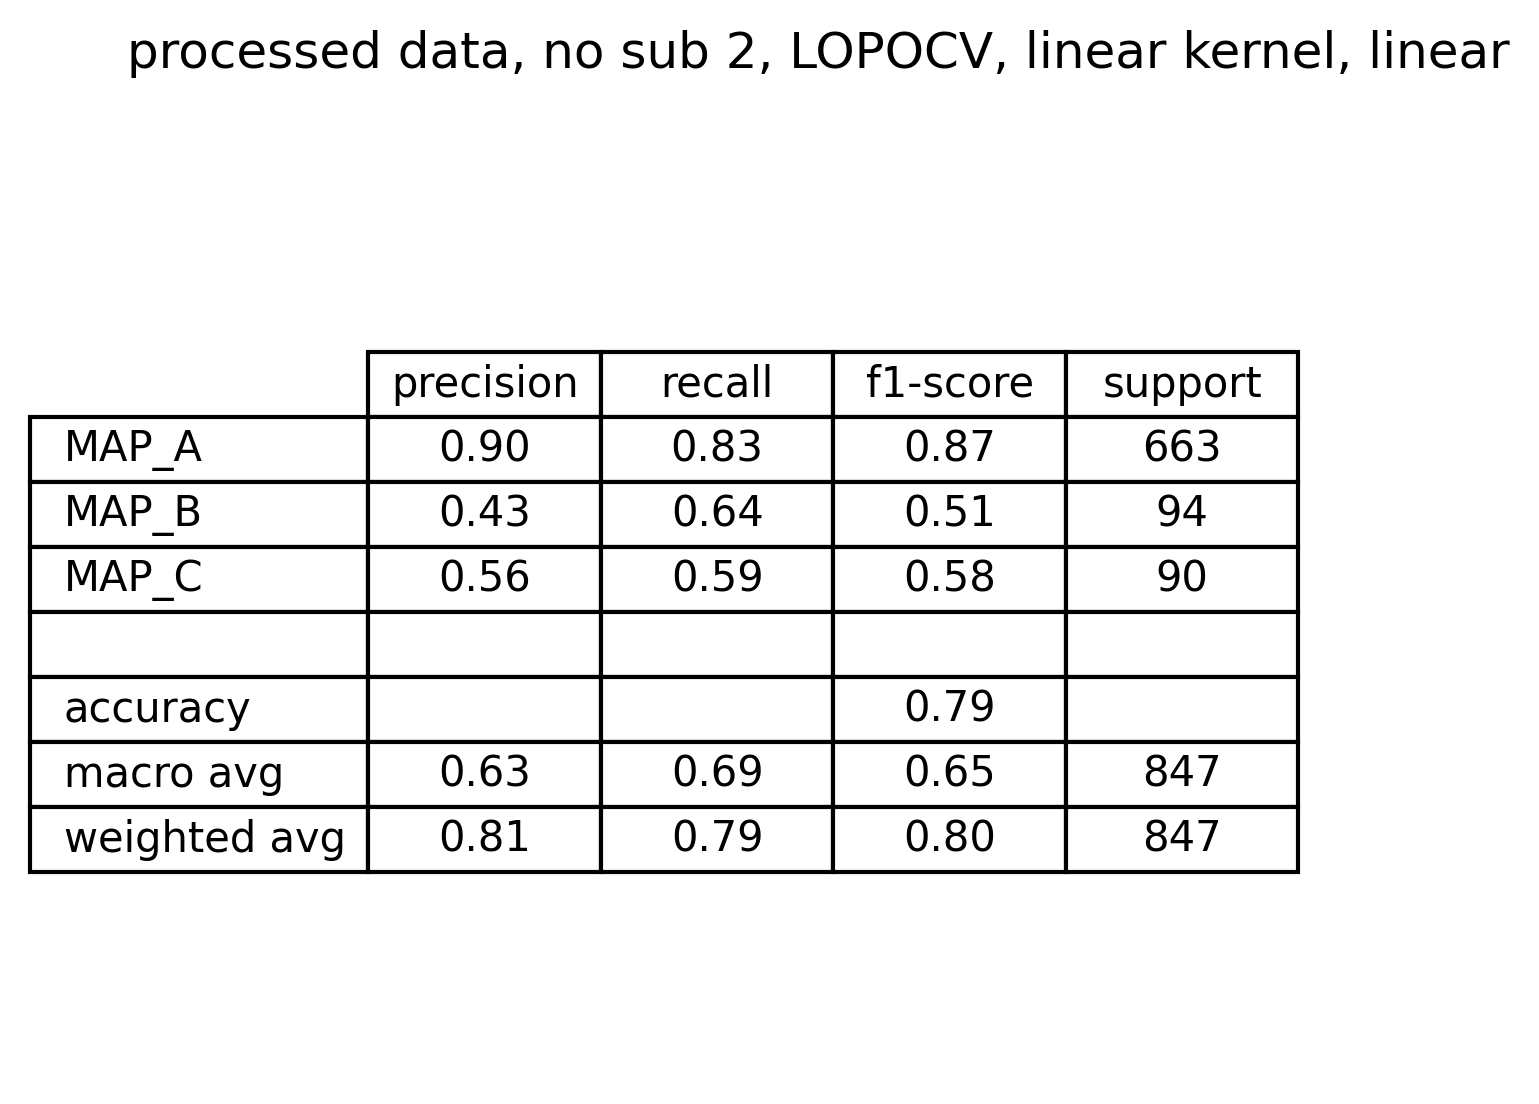 processed data, no sub 2, LOPOCV, linear kernel, linear
precision recall f1-score support
MAP_A 0.90 0.83 0.87 663
MAP_B 0.43 0.64 0.51 94
MAP_C 0.56 0.59 0.58 90
accuracy 0.79
macro avg 0.63 0.69 0.65 847
weighted avg 0.81 0.79 0.80 847